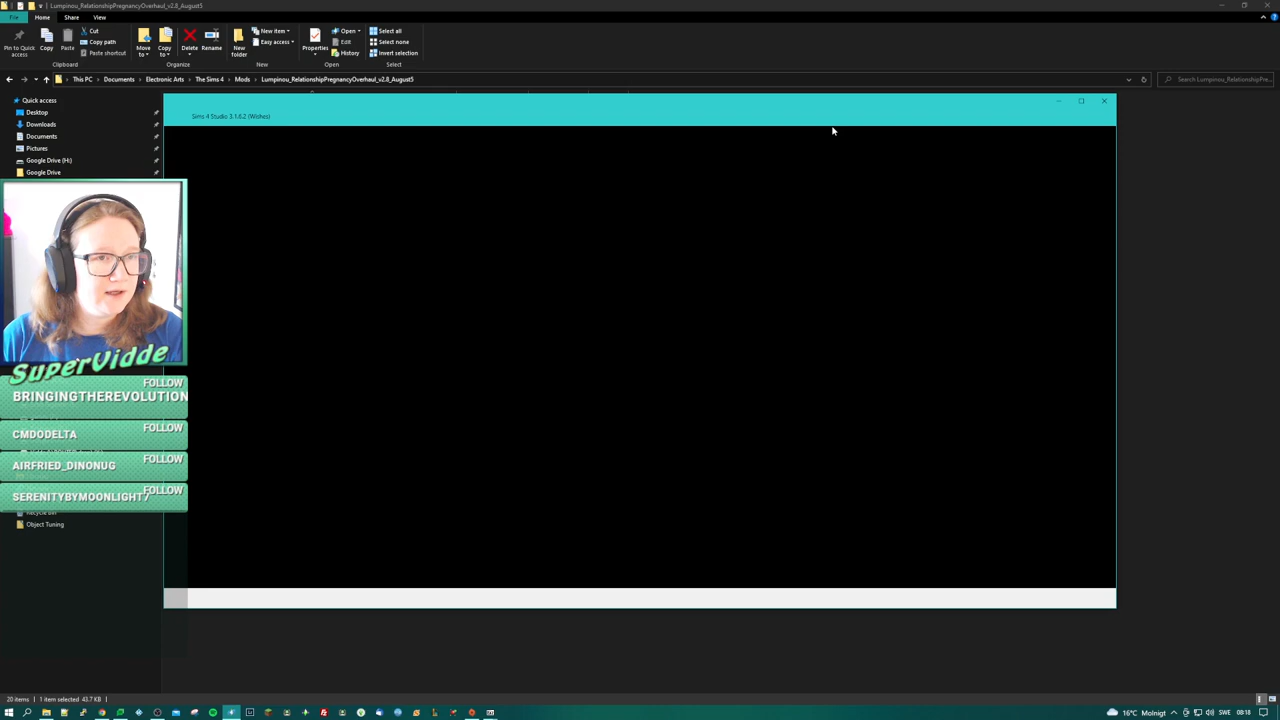 Lumpinou_RelationshipPregnancyOverhaul_v2.8_August5
File
Home
Share
View
Pin to Quick access
Copy
Paste
Cut
Copy path
Paste shortcut
Clipboard
Move to
Copy to
Delete
Rename
Organize
New folder
New item
Easy access
New
Properties
Open
Edit
History
Open
Select all
Select none
Invert selection
Select
This PC
Documents
Electronic Arts
The Sims 4
Mods
Lumpinou_RelationshipPregnancyOverhaul_v2.8_August5
Search Lumpinou_RelationshipPre...
Quick access
Desktop
Downloads
Documents
Pictures
Google Drive (H:)
Google Drive
Sims 4 Studio 3.1.6.2 (Wishes)
SuperVidde
FOLLOW
BRINGINGTHEREVOLUTION
FOLLOW
CMDODELTA
FOLLOW
AIRFRIED_DINONUG
FOLLOW
SERENITYBYMOONLIGHT7
Recycle Bin
Object Tuning
20 items
1 item selected 43.7 KB
16°C Molnigt
SWE
08:18